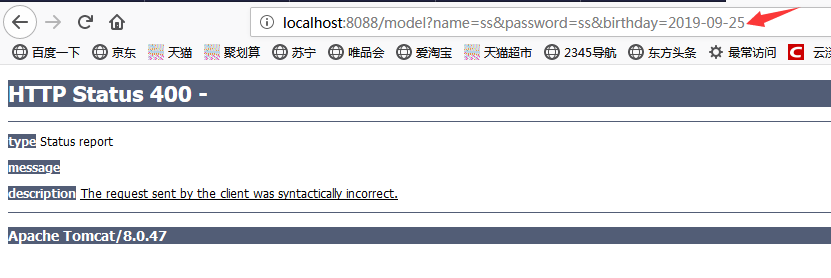 localhost:8088/model?name=ss&password=ss&birthday=2019-09-25
百度一下 京东 天猫 聚划算 苏宁 唯品会 爱淘宝 天猫超市 2345导航 东方头条 最常访问 C
HTTP Status 400 -
type Status report
message
description The request sent by the client was syntactically incorrect.
Apache Tomcat/8.0.47